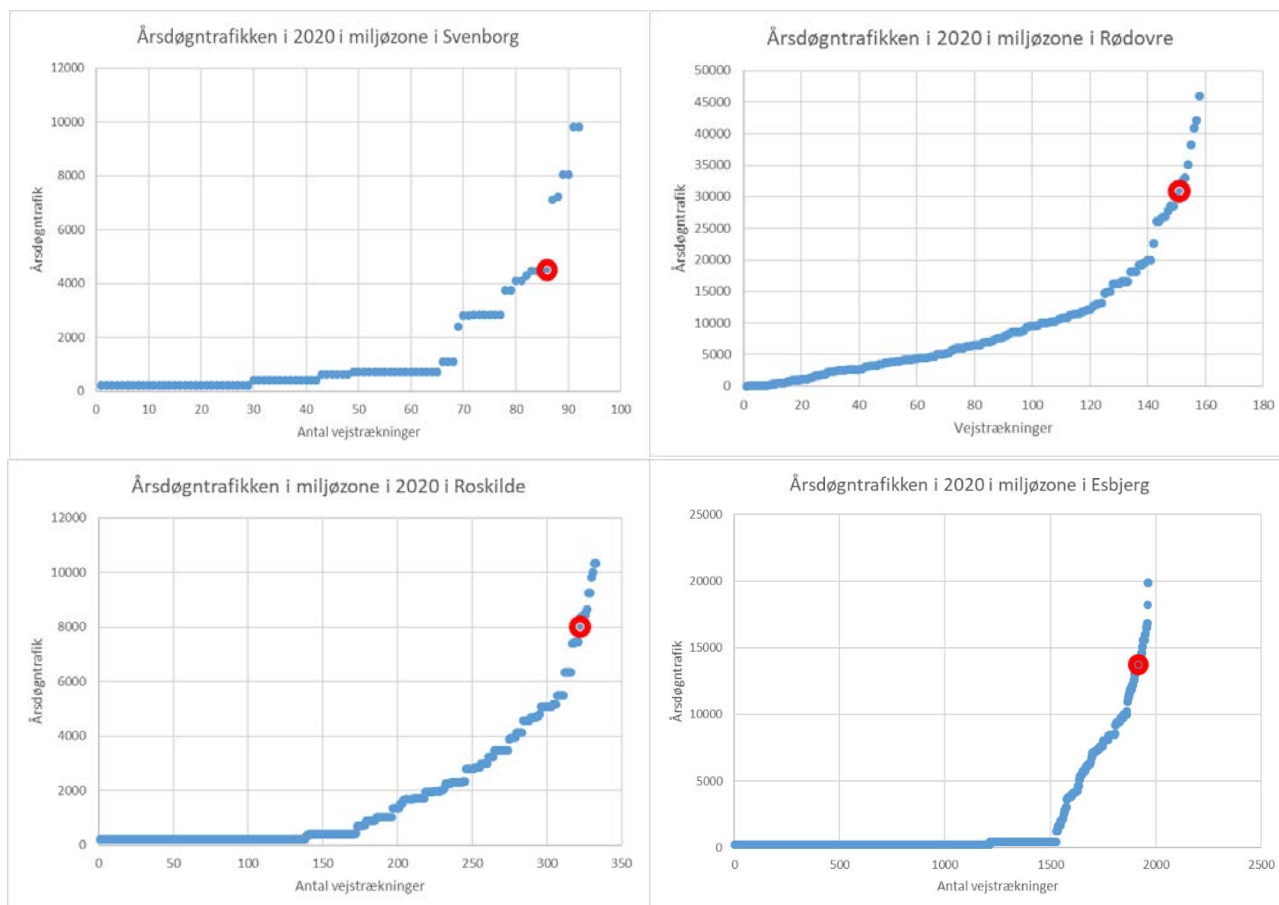 Årsdøgntrafikken i 2020 i miljøzone i Svenborg
12000
10000
8000
6000
4000
2000
0
Årsdøgntrafik
0 10 20 30 40 50 60 70 80 90 100
Antal vejstrækninger
Årsdøgntrafikken i 2020 i miljøzone i Rødovre
50000
45000
40000
35000
30000
25000
20000
15000
10000
5000
0
Årsdøgntrafik
0 20 40 60 80 100 120 140 160 180
Vejstrækninger
Årsdøgntrafikken i miljøzone i 2020 i Roskilde
12000
10000
8000
6000
4000
2000
0
Årsdøgntrafik
0 50 100 150 200 250 300 350
Antal vejstrækninger
Årsdøgntrafikken i 2020 i miljøzone i Esbjerg
25000
20000
15000
10000
5000
0
Årsdøgntrafik
0 500 1000 1500 2000 2500
Antal vejstrækninger